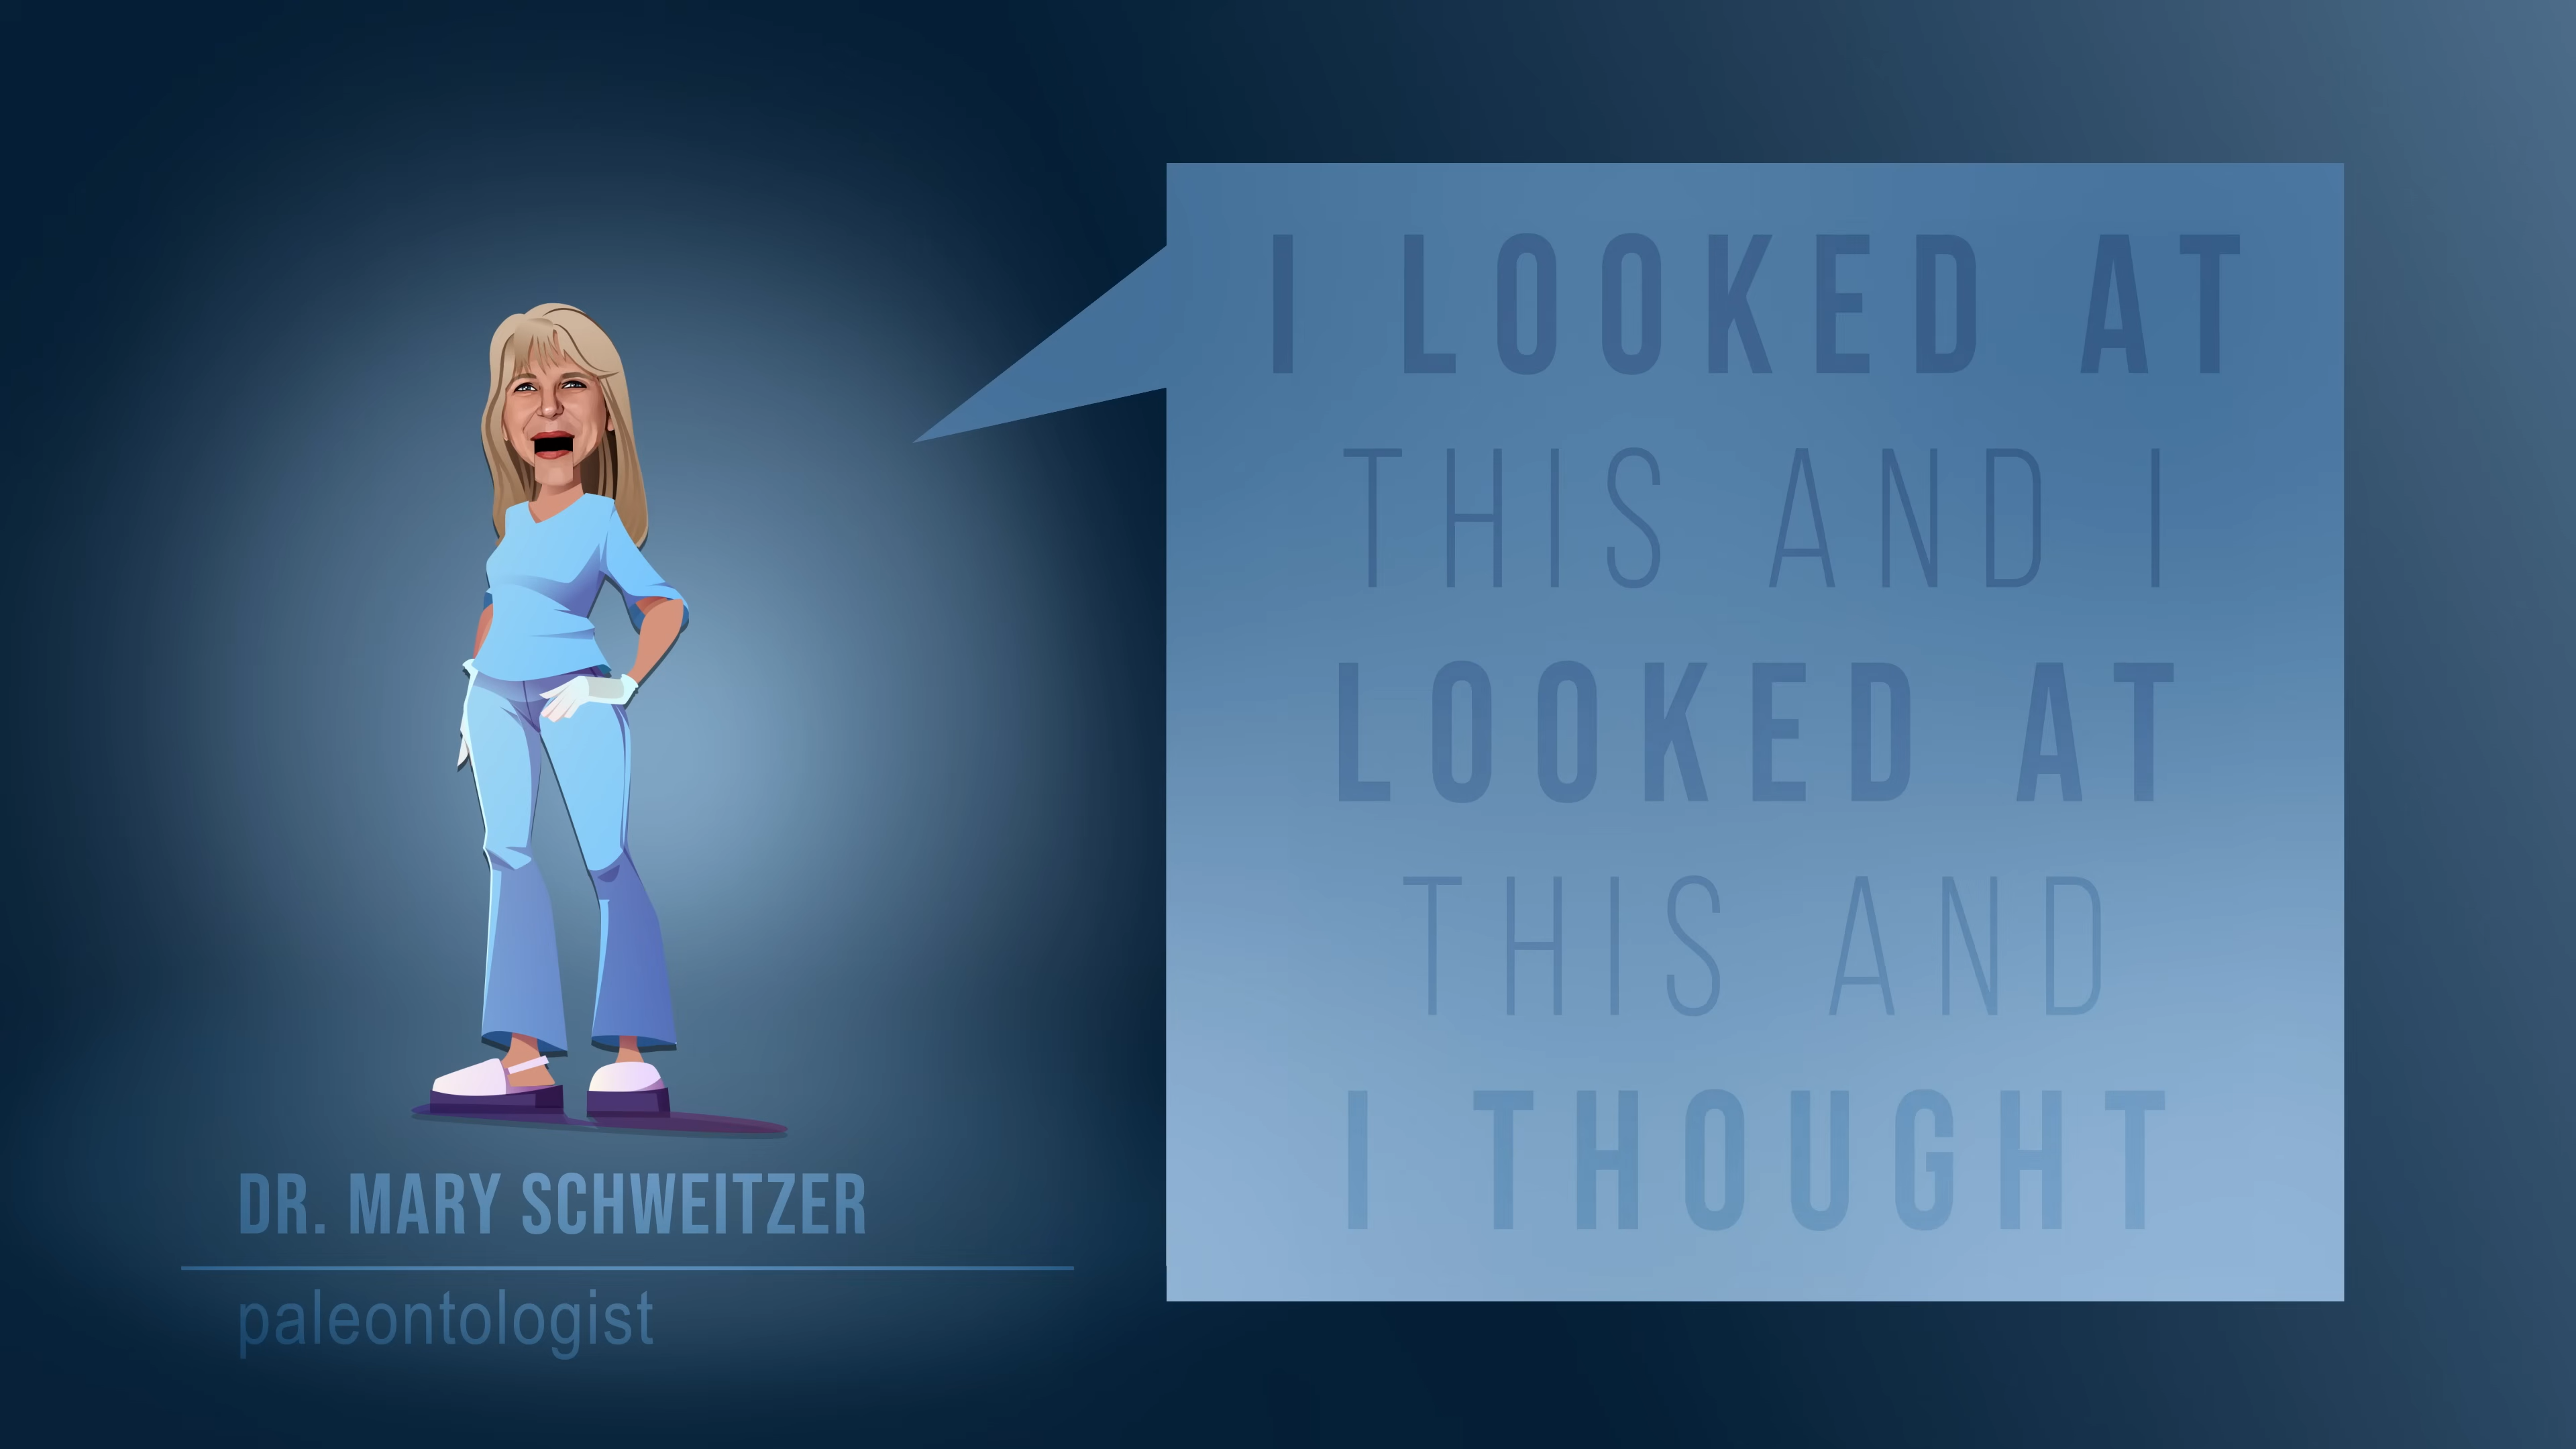 I LOOKED AT
THIS AND I
LOOKED AT
THIS AND
I THOUGHT
DR. MARY SCHWEITZER
paleontologist